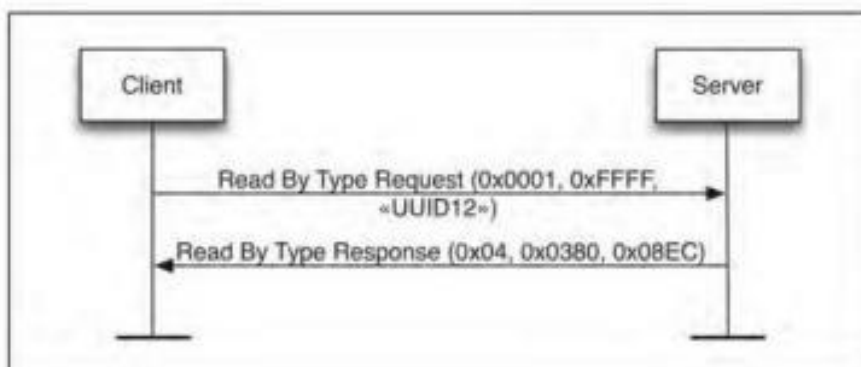 Client
Server
Read By Type Request (0x0001, 0xFFFF,
«UUID12»)
Read By Type Response (0x04, 0x0380, 0x08EC)